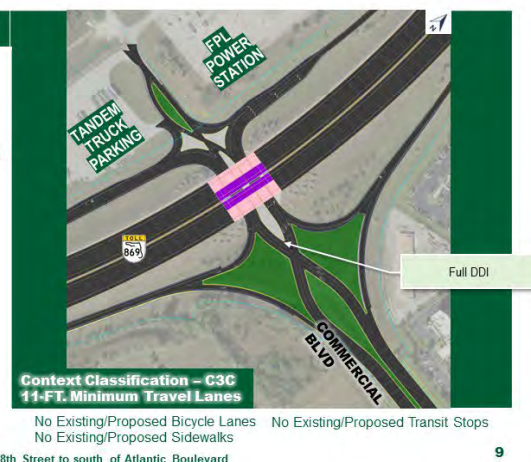 N
FPL
POWER
STATION
TANDEM
TRUCK
PARKING
TOLL
869
Full DDI
COMMERCIAL
BLVD
Context Classification – C3C
11-FT. Minimum Travel Lanes
No Existing/Proposed Bicycle Lanes No Existing/Proposed Transit Stops
No Existing/Proposed Sidewalks
8th Street to south of Atlantic Boulevard
9